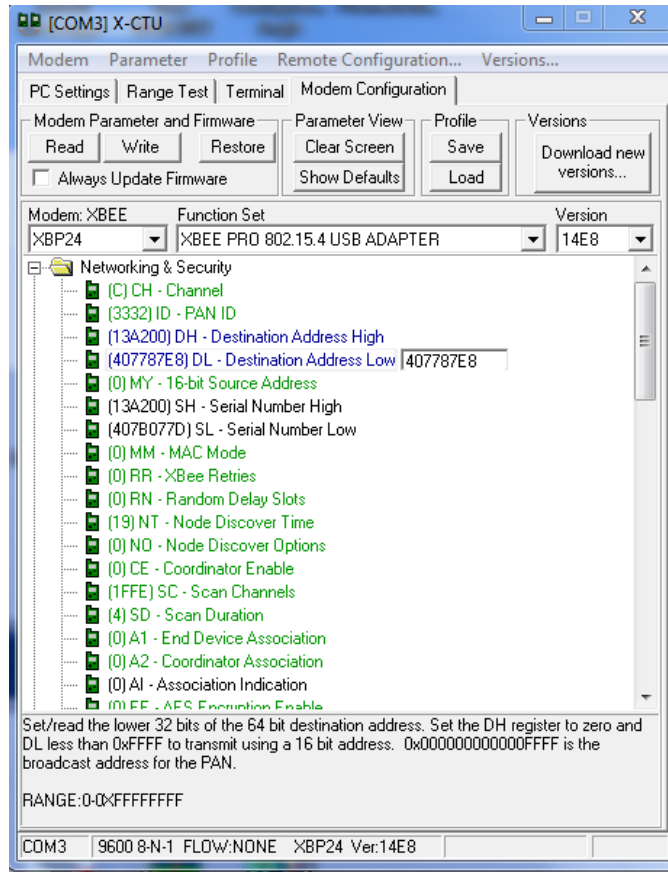 [COM3] X-CTU
Modem Parameter Profile Remote Configuration... Versions...
PC Settings Range Test Terminal Modem Configuration
Modem Parameter and Firmware Parameter View Profile Versions
Read Write Restore Clear Screen Save Download new versions...
Always Update Firmware Show Defaults Load
Modem: XBEE Function Set Version
XBP24 XBEE PRO 802.15.4 USB ADAPTER 14E8
Networking & Security
(C) CH - Channel
(3332) ID - PAN ID
(13A200) DH - Destination Address High
(407787E8) DL - Destination Address Low 407787E8
(0) MY - 16-bit Source Address
(13A200) SH - Serial Number High
(407B077D) SL - Serial Number Low
(0) MM - MAC Mode
(0) RR - XBee Retries
(0) RN - Random Delay Slots
(19) NT - Node Discover Time
(0) NO - Node Discover Options
(0) CE - Coordinator Enable
(1FFE) SC - Scan Channels
(4) SD - Scan Duration
(0) A1 - End Device Association
(0) A2 - Coordinator Association
(0) AI - Association Indication
(0) EE - AES Encryption Enable
Set/read the lower 32 bits of the 64 bit destination address. Set the DH register to zero and
DL less than 0xFFFF to transmit using a 16 bit address. 0x000000000000FFFF is the
broadcast address for the PAN.
RANGE:0-0XFFFFFFFF
COM3 9600 8-N-1 FLOW:NONE XBP24 Ver:14E8